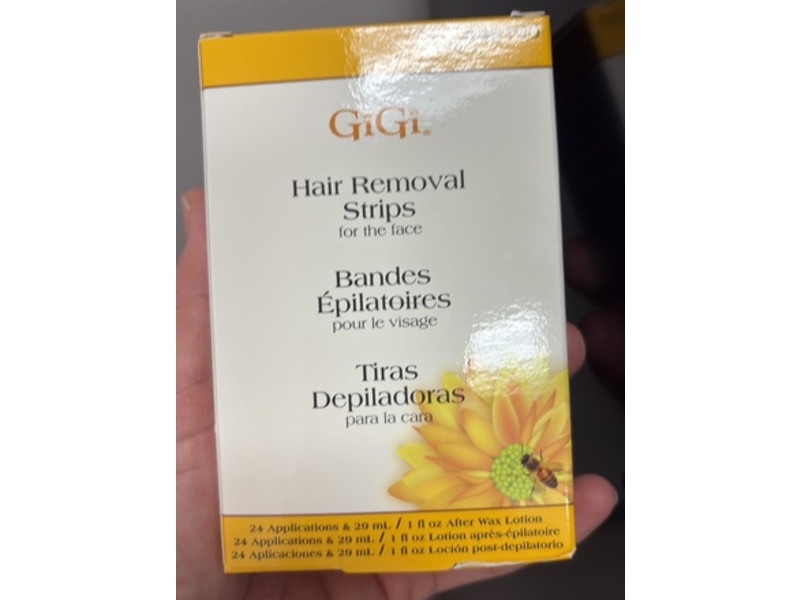 GiGi®
Hair Removal
Strips
for the face
Bandes
Épilatoires
pour le visage
Tiras
Depiladoras
para la cara
24 Applications & 29 mL / 1 fl oz After Wax Lotion
24 Applications & 29 mL / 1 fl oz Lotion après-épilatoire
24 Aplicaciones & 29 mL / 1 fl oz Loción post-depilatorio